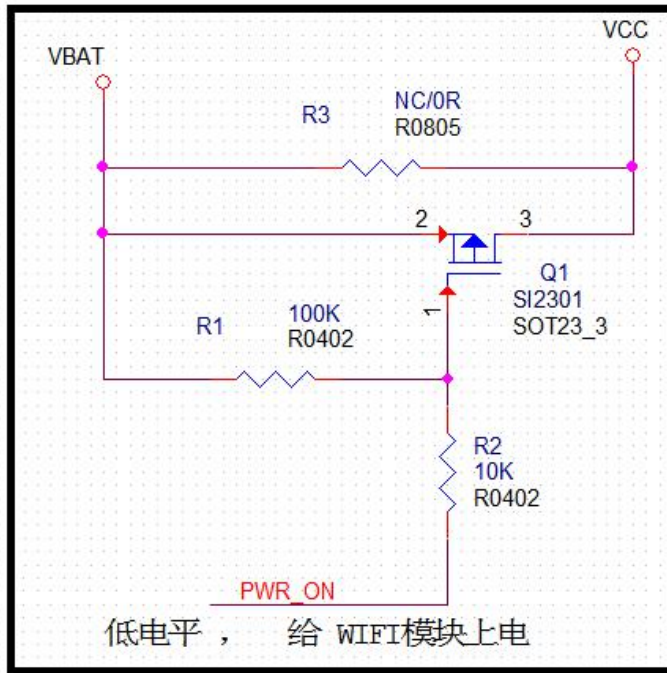 VBAT
VCC
R3
NC/0R
R0805
2
3
Q1
SI2301
SOT23_3
1
R1
100K
R0402
R2
10K
R0402
PWR_ON
低电平， 给 WIFI模块上电